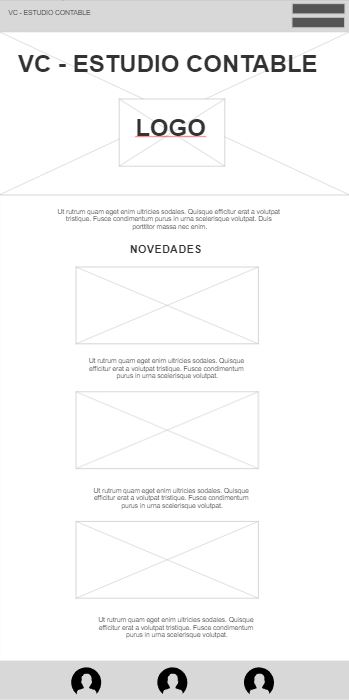 VC - ESTUDIO CONTABLE
VC - ESTUDIO CONTABLE
LOGO
Ut rutrum quam eget enim ultricies sodales. Quisque efficitur erat a volutpat
tristique. Fusce condimentum purus in urna scelerisque volutpat. Duis
porttitor massa nec enim.
NOVEDADES
Ut rutrum quam eget enim ultricies sodales. Quisque
efficitur erat a volutpat tristique. Fusce condimentum
purus in urna scelerisque volutpat.
Ut rutrum quam eget enim ultricies sodales. Quisque
efficitur erat a volutpat tristique. Fusce condimentum
purus in urna scelerisque volutpat.
Ut rutrum quam eget enim ultricies sodales. Quisque
efficitur erat a volutpat tristique. Fusce condimentum
purus in urna scelerisque volutpat.